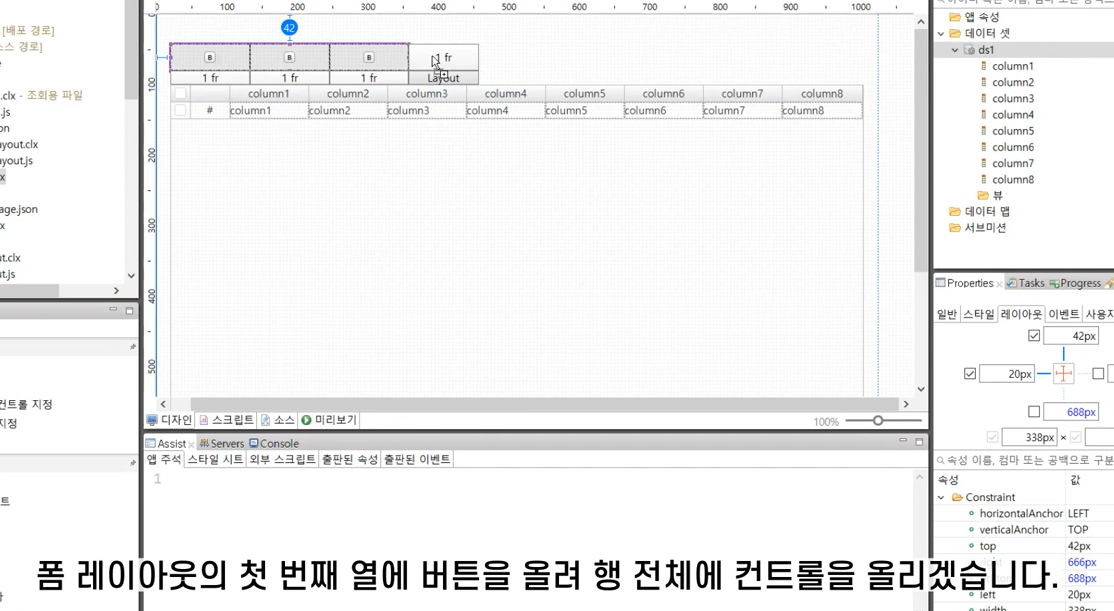 0 100 200 300 400 500 600 700 800 900 1000
[배포 경로]
스 경로]
.clx - 조회용 파일
.js
on
ayout.clx
ayout.js
x
age.json
x
ut.clx
ut.js
컨트롤 지정
지정
트
42
B B B 1 fr
1 fr 1 fr 1 fr Layout
column1 column2 column3 column4 column5 column6 column7 column8
# column1 column2 column3 column4 column5 column6 column7 column8
100
200
300
400
500
디자인 스크립트 소스 미리보기 100%
Assist Servers Console
앱 주석 스타일 시트 외부 스크립트 출판된 속성 출판된 이벤트
1
앱 속성
데이터 셋
ds1
column1
column2
column3
column4
column5
column6
column7
column8
뷰
데이터 맵
서브미션
Properties Tasks Progress
일반 스타일 레이아웃 이벤트 사용자
42px
20px
688px
338px ×
속성 이름, 컴마 또는 공백으로 구분
속성 값
Constraint
horizontalAnchor LEFT
verticalAnchor TOP
top 42px
666px
688px
left 20px
width 338px
폼 레이아웃의 첫 번째 열에 버튼을 올려 행 전체에 컨트롤을 올리겠습니다.